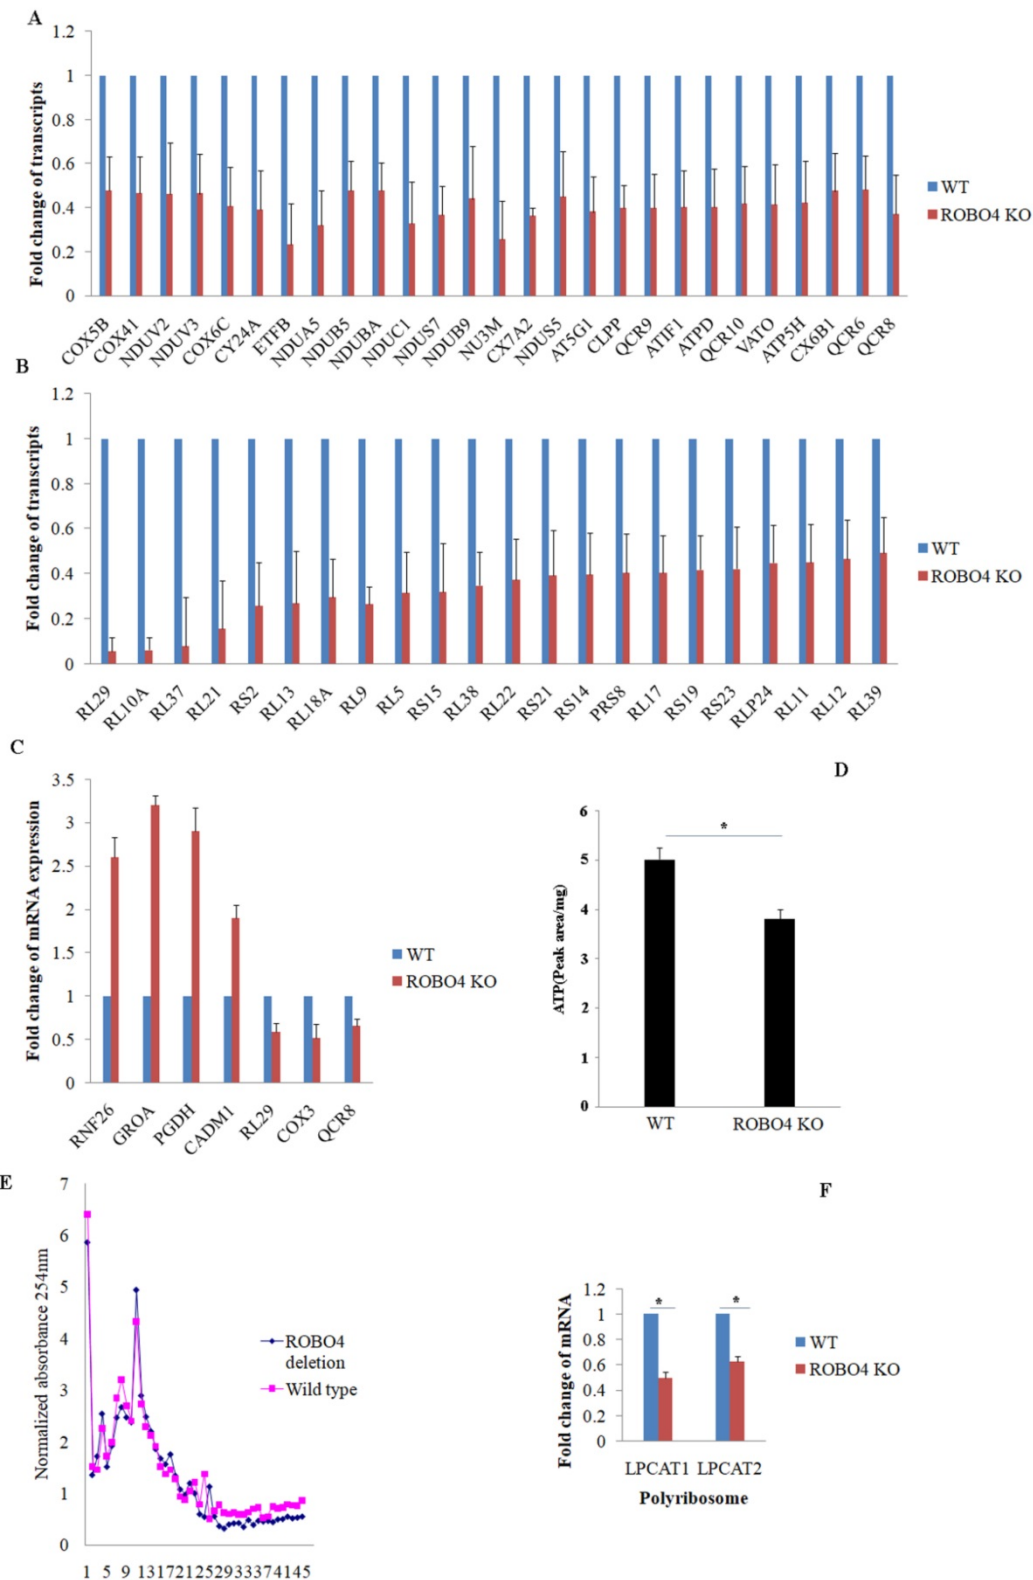 A
1.2
1
0.8
0.6
0.4
0.2
0
Fold change of transcripts
WT
ROBO4 KO
COX5B COX41 NDUV2 NDUV3 COX6C CY24A ETFB NDUA5 NDUB5 NDUBA NDUC1 NDUS7 NDUB9 NU3M CX7A2 NDUS5 AT5G1 CLPP QCR9 ATIF1 ATPD QCR10 VATO ATP5H CX6B1 QCR6 QCR8
B
1.2
1
0.8
0.6
0.4
0.2
0
Fold change of transcripts
WT
ROBO4 KO
RL29 RL10A RL37 RL21 RS2 RL13 RL18A RL9 RL5 RS15 RL38 RL22 RS21 RS14 PRS8 RL17 RS19 RS23 RLP24 RL11 RL12 RL39
C
3.5
3
2.5
2
1.5
1
0.5
0
Fold change of mRNA expression
WT
ROBO4 KO
RNF26 GROA PGDH CADM1 RL29 COX3 QCR8
D
6
5
4
3
2
1
0
ATP(Peak area/mg)
*
WT ROBO4 KO
E
7
6
5
4
3
2
1
0
Normalized absorbance 254nm
ROBO4
deletion
Wild type
1 5 9 131721252933374145
F
1.2
1
0.8
0.6
0.4
0.2
0
Fold change of mRNA
* *
WT
ROBO4 KO
LPCAT1 LPCAT2
Polyribosome